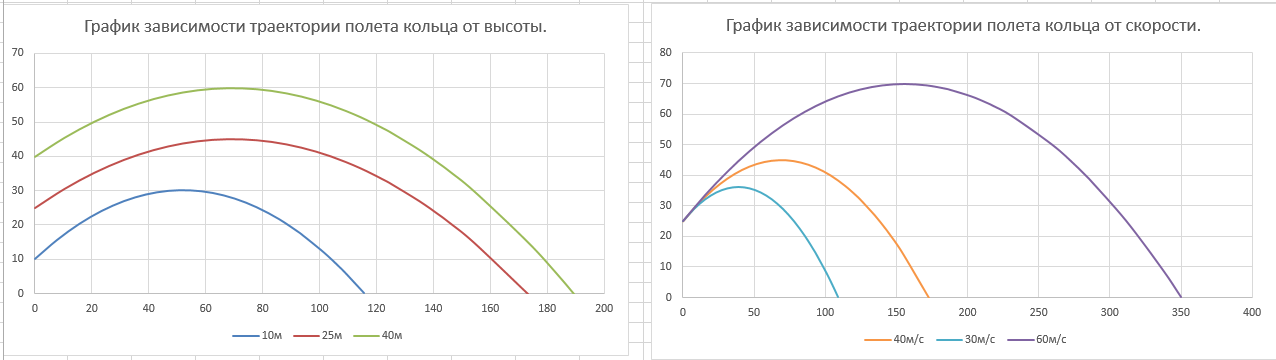 График зависимости траектории полета кольца от высоты.
70
60
50
40
30
20
10
0
0 20 40 60 80 100 120 140 160 180 200
10м 25м 40м
График зависимости траектории полета кольца от скорости.
80
70
60
50
40
30
20
10
0
0 50 100 150 200 250 300 350 400
40м/с 30м/с 60м/с